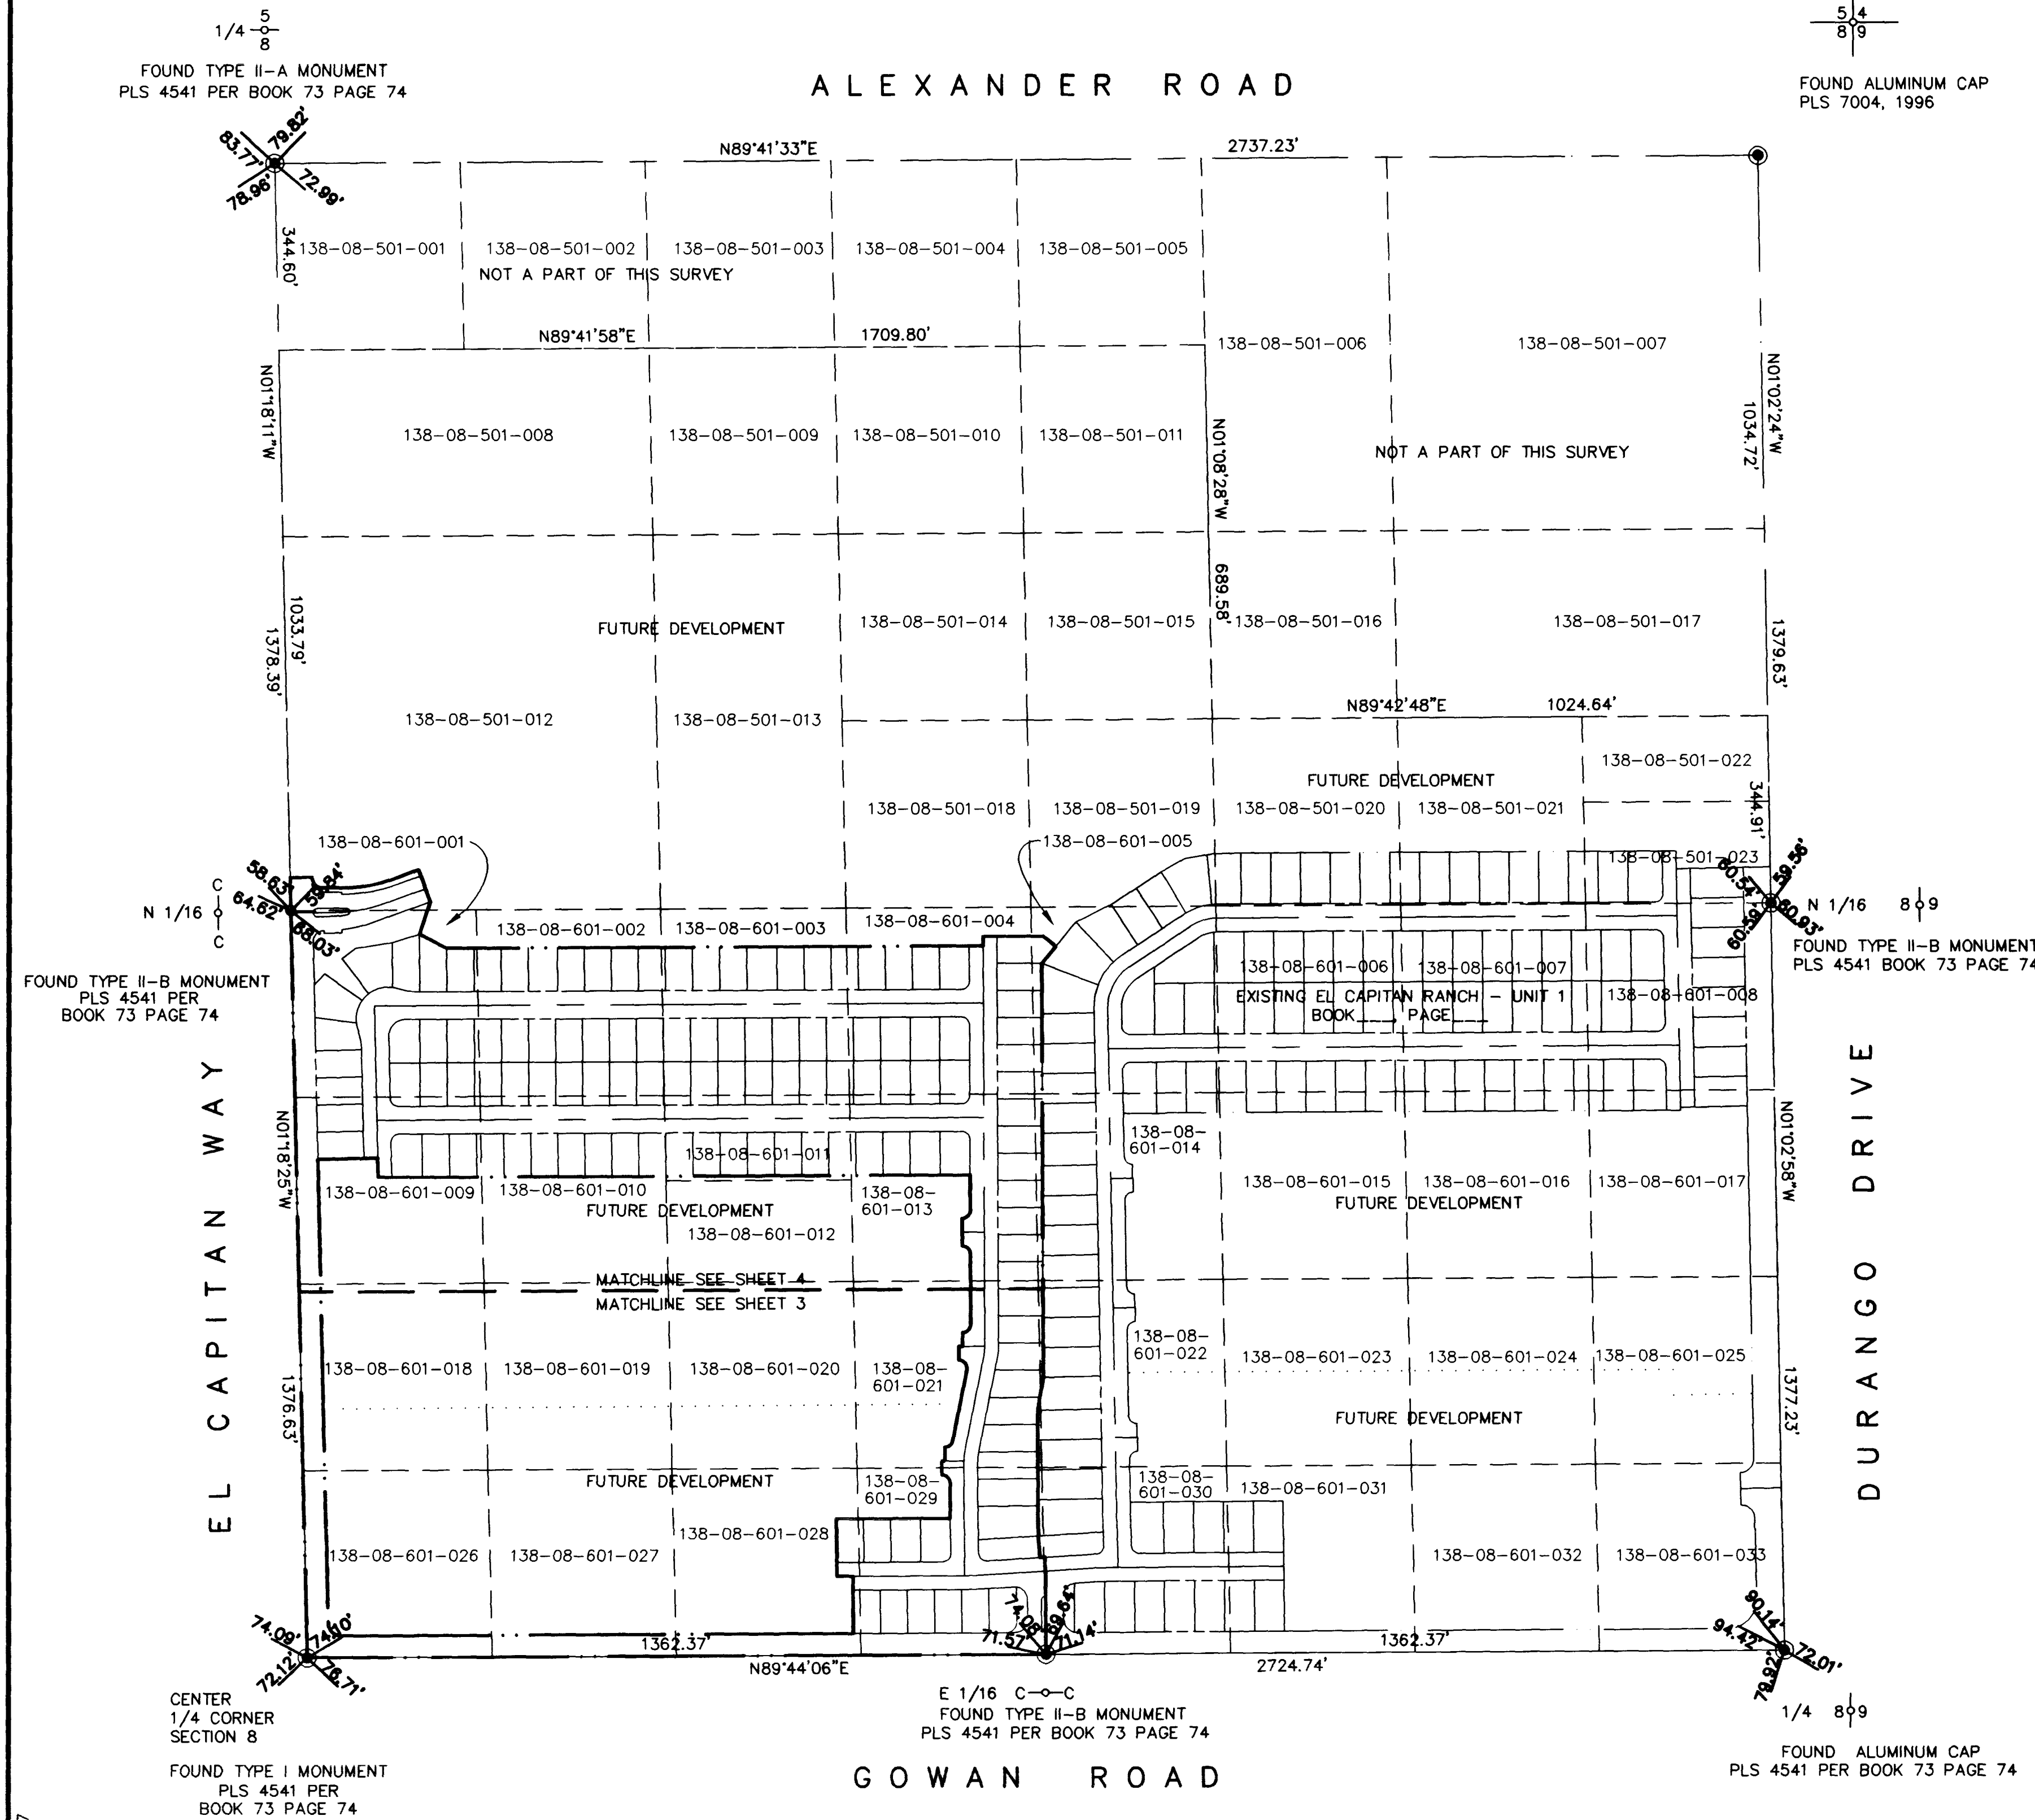 5
1/4
8
FOUND TYPE II-A MONUMENT
PLS 4541 PER BOOK 73 PAGE 74
ALEXANDER ROAD
5 4
8 9
FOUND ALUMINUM CAP
PLS 7004, 1996
83.77'
79.82'
78.96'
72.99'
N89°41'33"E
2737.23'
344.60'
138-08-501-001
138-08-501-002
138-08-501-003
138-08-501-004
138-08-501-005
NOT A PART OF THIS SURVEY
N89°41'58"E
1709.80'
138-08-501-006
138-08-501-007
N01°18'11"W
N01°02'24"W
1034.72'
138-08-501-008
138-08-501-009
138-08-501-010
138-08-501-011
N01°08'28"W
NOT A PART OF THIS SURVEY
689.58'
1033.79'
1378.39'
FUTURE DEVELOPMENT
138-08-501-014
138-08-501-015
138-08-501-016
138-08-501-017
1379.63'
138-08-501-012
138-08-501-013
N89°42'48"E
1024.64'
138-08-501-022
FUTURE DEVELOPMENT
344.91'
138-08-501-018
138-08-501-019
138-08-501-020
138-08-501-021
138-08-601-001
138-08-601-005
138-08-501-023
58.63'
59.84'
64.62'
68.03'
60.54'
59.56'
60.59'
60.93'
C
N 1/16
C
138-08-601-002
138-08-601-003
138-08-601-004
N 1/16
8 9
FOUND TYPE II-B MONUMENT
PLS 4541 BOOK 73 PAGE 74
FOUND TYPE II-B MONUMENT
PLS 4541 PER
BOOK 73 PAGE 74
138-08-601-006
138-08-601-007
138-08-601-008
EXISTING EL CAPITAN RANCH - UNIT 1
BOOK___, PAGE___
EL CAPITAN WAY
DURANGO DRIVE
N01°18'25"W
N01°02'58"W
138-08-601-011
138-08-
601-014
138-08-601-009
138-08-601-010
138-08-
601-013
138-08-601-015
138-08-601-016
138-08-601-017
FUTURE DEVELOPMENT
FUTURE DEVELOPMENT
138-08-601-012
MATCHLINE SEE SHEET 4
MATCHLINE SEE SHEET 3
138-08-601-018
138-08-601-019
138-08-601-020
138-08-
601-021
138-08-
601-022
138-08-601-023
138-08-601-024
138-08-601-025
1376.63'
1377.23'
FUTURE DEVELOPMENT
FUTURE DEVELOPMENT
138-08-
601-029
138-08-
601-030
138-08-601-031
138-08-601-028
138-08-601-026
138-08-601-027
138-08-601-032
138-08-601-033
74.09'
74.10'
72.12'
76.71'
74.08'
69.64'
71.57'
71.14'
90.14'
94.42'
72.01'
79.92'
1362.37'
1362.37'
N89°44'06"E
2724.74'
CENTER
1/4 CORNER
SECTION 8
FOUND TYPE I MONUMENT
PLS 4541 PER
BOOK 73 PAGE 74
E 1/16 C C
FOUND TYPE II-B MONUMENT
PLS 4541 PER BOOK 73 PAGE 74
GOWAN ROAD
1/4 8 9
FOUND ALUMINUM CAP
PLS 4541 PER BOOK 73 PAGE 74